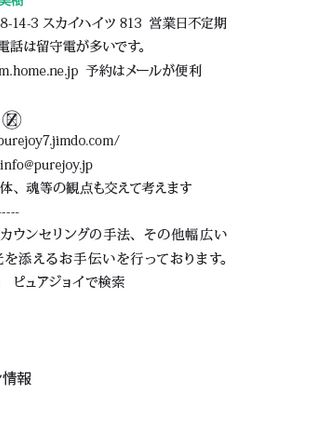 美樹
8-14-3 スカイハイツ 813 営業日不定期
電話は留守電が多いです。
m.home.ne.jp 予約はメールが便利
Ⓩ
purejoy7.jimdo.com/
info@purejoy.jp
体、魂等の観点も交えて考えます
-----
カウンセリングの手法、その他幅広い
を添えるお手伝いを行っております。
ピュアジョイで検索
情報